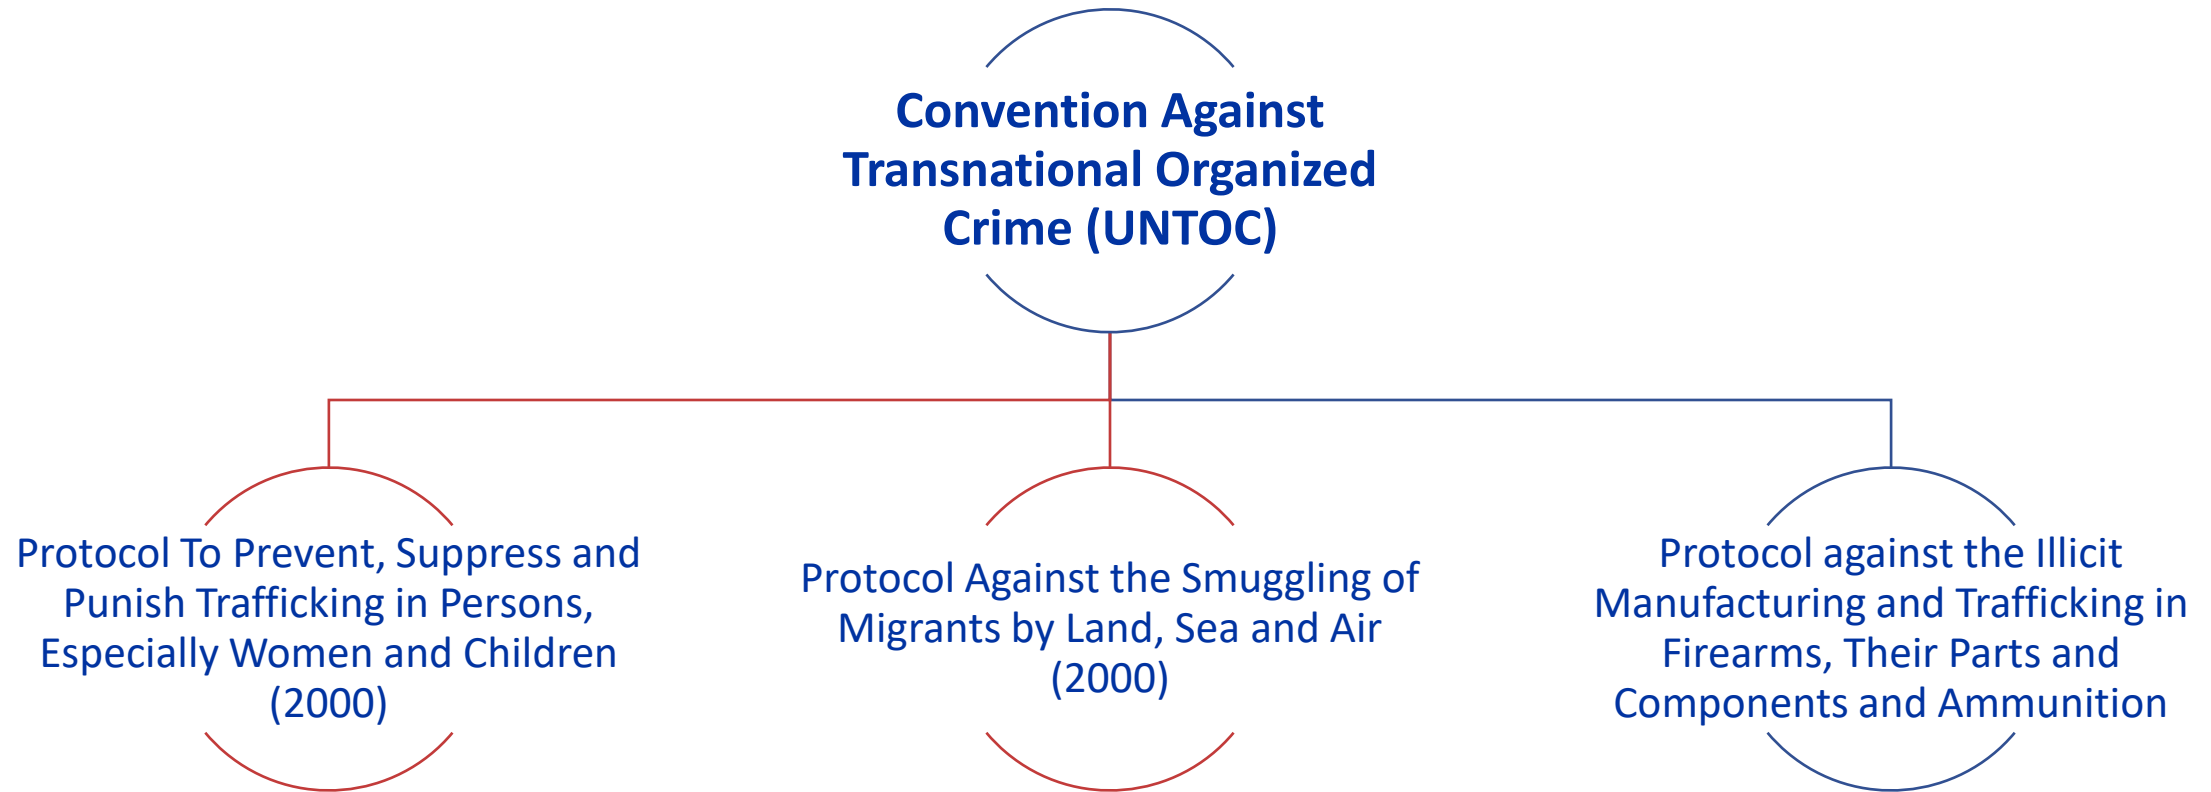 Convention Against
Transnational Organized
Crime (UNTOC)
Protocol To Prevent, Suppress and
Punish Trafficking in Persons,
Especially Women and Children
(2000)
Protocol Against the Smuggling of
Migrants by Land, Sea and Air
(2000)
Protocol against the Illicit
Manufacturing and Trafficking in
Firearms, Their Parts and
Components and Ammunition